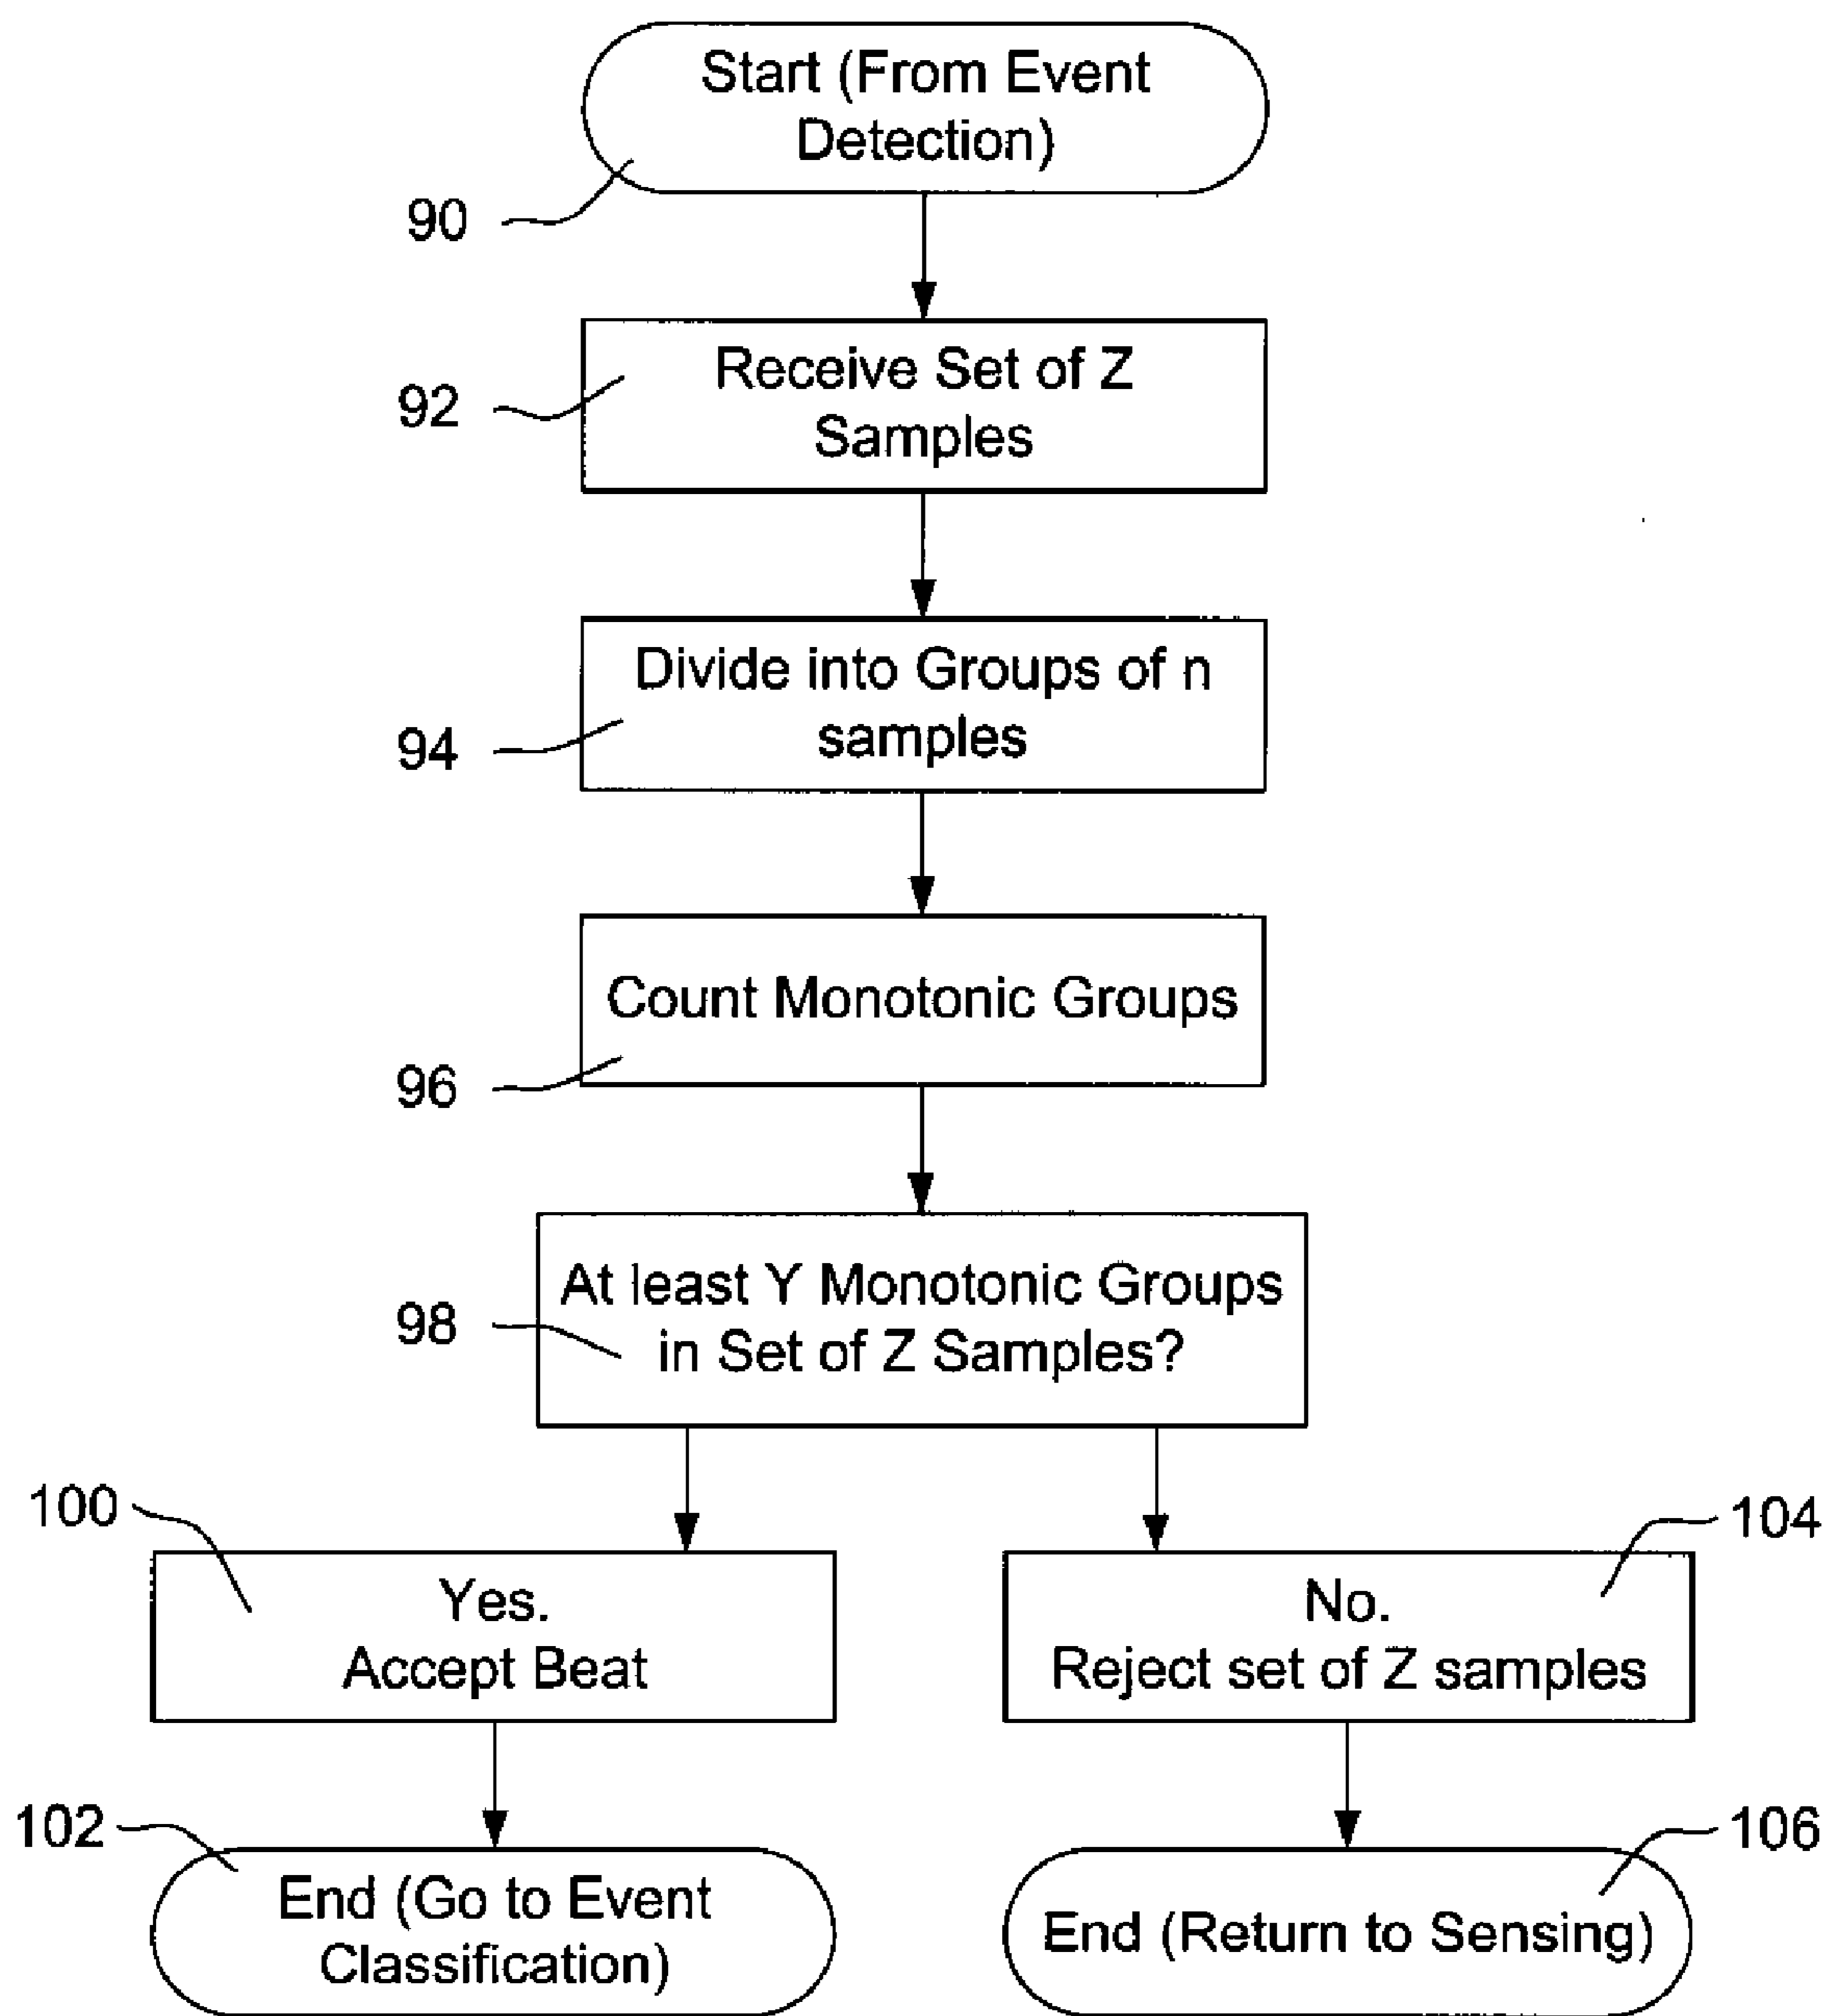 Start (From Event
Detection)
90
Receive Set of Z
Samples
92
Divide into Groups of n
samples
94
Count Monotonic Groups
96
At least Y Monotonic Groups
in Set of Z Samples?
98
100
Yes.
Accept Beat
104
No.
Reject set of Z samples
102
End (Go to Event
Classification)
106
End (Return to Sensing)